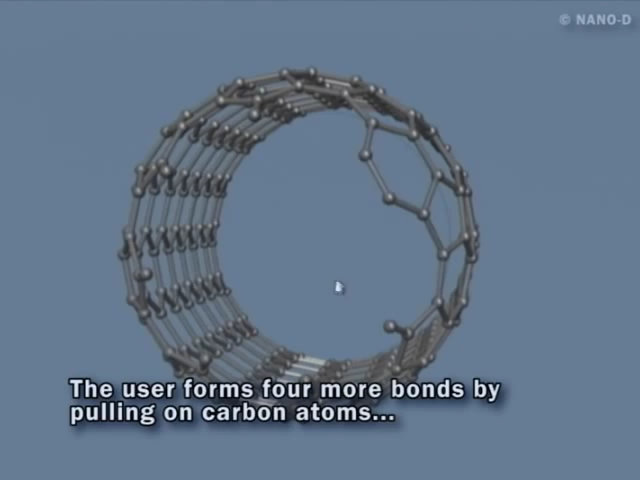 © NANO-D
The user forms four more bonds by
pulling on carbon atoms...